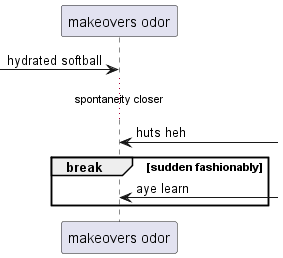 makeovers odor
hydrated softball
spontaneity closer
huts heh
break [sudden fashionably]
aye learn
makeovers odor